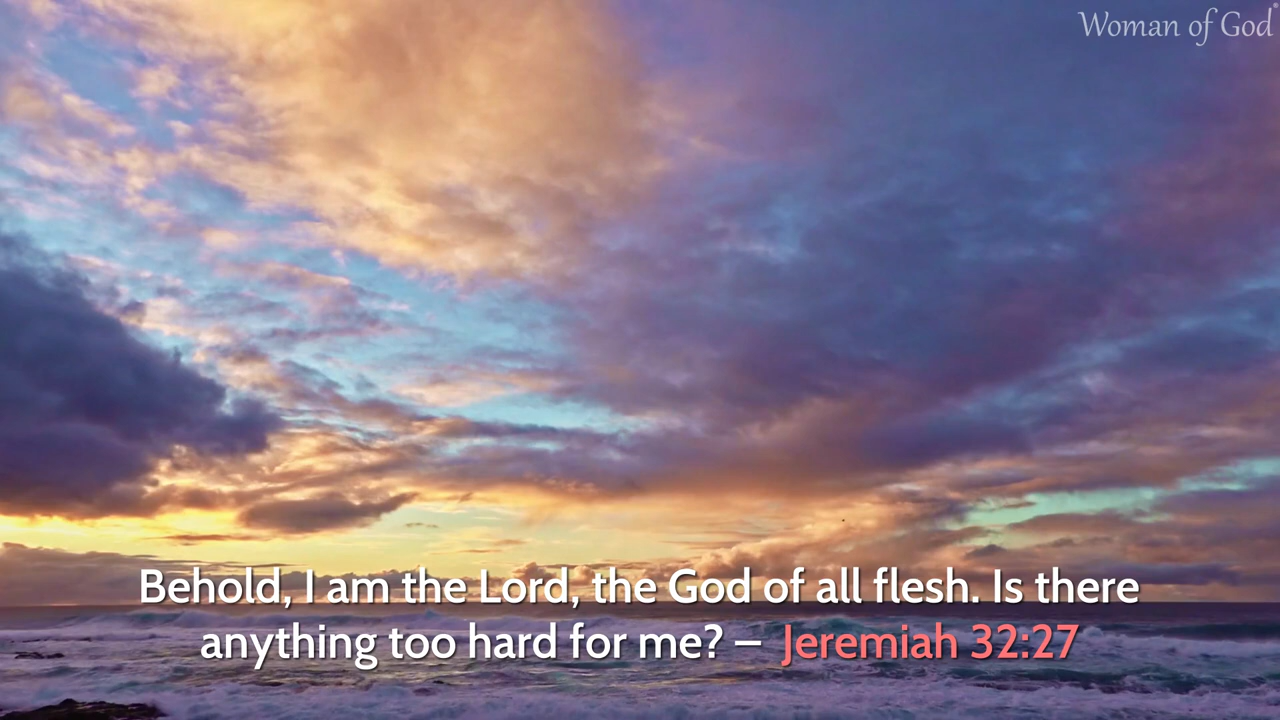 Woman of God®
Behold, I am the Lord, the God of all flesh. Is there
anything too hard for me? – Jeremiah 32:27